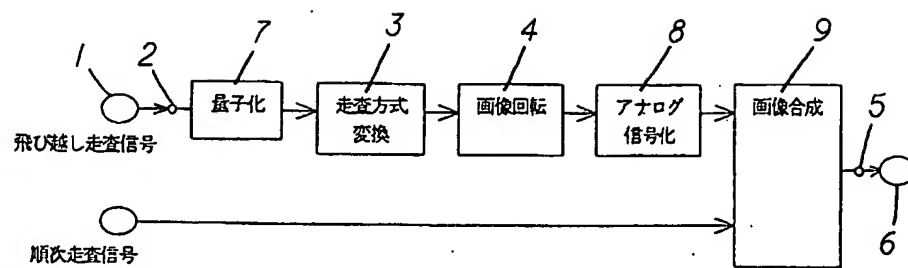 1
2
7
3
4
8
9
5
6
量子化
走査方式
変換
画像回転
アナログ
信号化
画像合成
飛び越し走査信号
順次走査信号